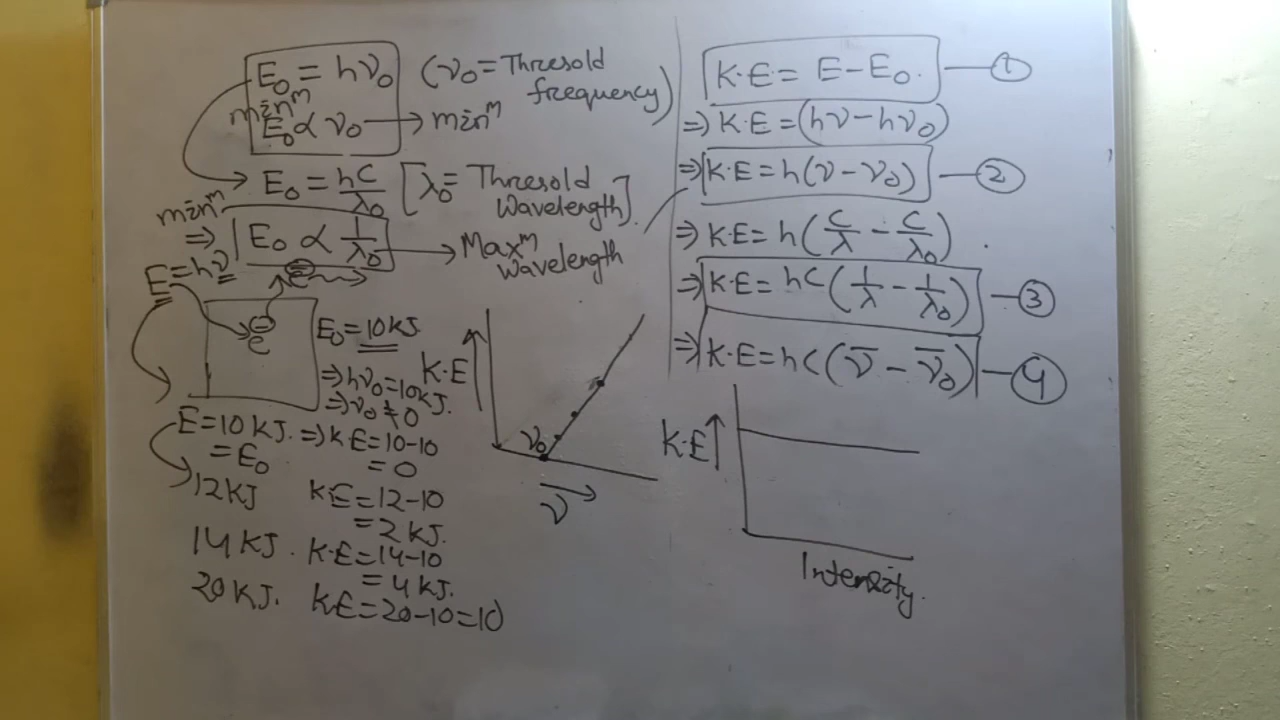 E₀ = hν₀ (ν₀ = Thresold
frequency)
minᵐ
E₀ ∝ ν₀ → minᵐ
E₀ = hC/λ₀ [λ₀ = Thresold
Wavelength].
minᵐ
⇒ E₀ ∝ 1/λ₀ → Maxᵐ
Wavelength
E = hν
e
e
E₀ = 10 kJ
⇒ hν₀ = 10 kJ.
⇒ ν₀ ≠ 0
E = 10 KJ. ⇒ KE = 10-10
= E₀ = 0
12 KJ KE = 12-10
= 2 KJ.
14 KJ. K.E = 14-10
= 4 KJ.
20 KJ. K.E = 20-10 = 10
K.E ↑
ν₀
ν →
K.E = E - E₀. — ①
⇒ K.E = (hν - hν₀)
⇒ K.E = h(ν - ν₀) — ②
⇒ K.E = h(C/λ - C/λ₀).
⇒ K.E = hC(1/λ - 1/λ₀) — ③
⇒ K.E = hC(ν̅ - ν̅₀) — ④
K.E ↑
Intensity.